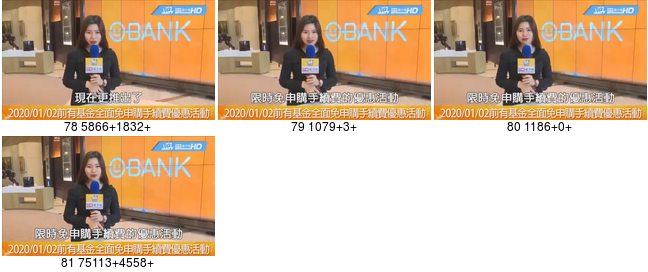 OBANK
HD
現在更推出了
2020/01/02前有基金全面免申購手續費優惠活動
78 5866+1832+
OBANK
HD
限時免申購手續費的優惠活動
2020/01/02前有基金全面免申購手續費優惠活動
79 1079+3+
OBANK
HD
限時免申購手續費的優惠活動
2020/01/02前有基金全面免申購手續費優惠活動
80 1186+0+
OBANK
HD
限時免申購手續費的優惠活動
2020/01/02前有基金全面免申購手續費優惠活動
81 75113+4558+